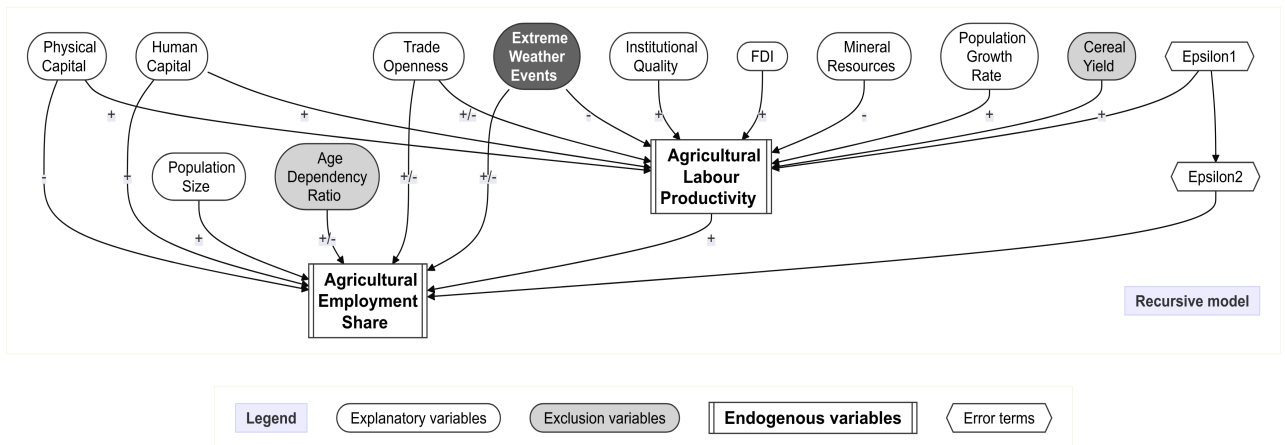 Physical
Capital
Human
Capital
Trade
Openness
Extreme
Weather
Events
Institutional
Quality
FDI
Mineral
Resources
Population
Growth
Rate
Cereal
Yield
Epsilon1
+
+
+/-
-
+
+
-
+
+
Population
Size
Age
Dependency
Ratio
Agricultural
Labour
Productivity
Epsilon2
-
+
+/-
+/-
+
+/-
+
Agricultural
Employment
Share
Recursive model
Legend
Explanatory variables
Exclusion variables
Endogenous variables
Error terms